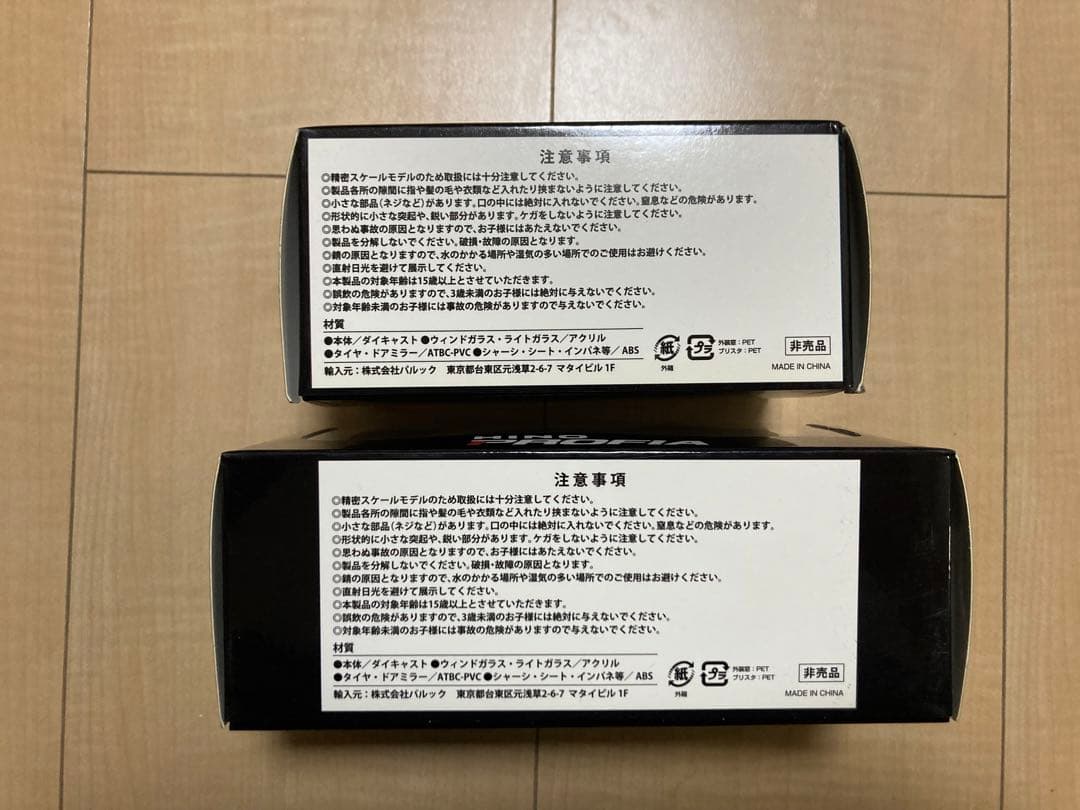 注意事項
◎精密スケールモデルのため取扱には十分注意してください。
◎製品各所の隙間に指や髪の毛や衣類など入れたり挟まないように注意してください。
◎小さな部品(ネジなど)があります。口の中には絶対に入れないでください。窒息などの危険があります。
◎形状的に小さな突起や、鋭い部分があります。ケガをしないように注意してください。
◎思わぬ事故の原因となりますので、お子様にはあたえないでください。
◎製品を分解しないでください。破損・故障の原因となります。
◎錆の原因となりますので、水のかかる場所や湿気の多い場所でのご使用はお避けください。
◎直射日光を避けて展示してください。
◎本製品の対象年齢は15歳以上とさせていただきます。
◎誤飲の危険がありますので、3歳未満のお子様には絶対に与えないでください。
◎対象年齢未満のお子様には事故の危険がありますので与えないでください。
材質
●本体/ダイキャスト ●ウィンドガラス・ライトガラス/アクリル
●タイヤ・ドアミラー/ATBC-PVC ●シャーシ・シート・インパネ等/ABS
輸入元:株式会社バルック 東京都台東区元浅草2-6-7 マタイビル1F
紙
外箱
プラ
外装窓:PET
ブリスタ:PET
非売品
MADE IN CHINA
HINO
PROFIA
注意事項
◎精密スケールモデルのため取扱には十分注意してください。
◎製品各所の隙間に指や髪の毛や衣類など入れたり挟まないように注意してください。
◎小さな部品(ネジなど)があります。口の中には絶対に入れないでください。窒息などの危険があります。
◎形状的に小さな突起や、鋭い部分があります。ケガをしないように注意してください。
◎思わぬ事故の原因となりますので、お子様にはあたえないでください。
◎製品を分解しないでください。破損・故障の原因となります。
◎錆の原因となりますので、水のかかる場所や湿気の多い場所でのご使用はお避けください。
◎直射日光を避けて展示してください。
◎本製品の対象年齢は15歳以上とさせていただきます。
◎誤飲の危険がありますので、3歳未満のお子様には絶対に与えないでください。
◎対象年齢未満のお子様には事故の危険がありますので与えないでください。
材質
●本体/ダイキャスト ●ウィンドガラス・ライトガラス/アクリル
●タイヤ・ドアミラー/ATBC-PVC ●シャーシ・シート・インパネ等/ABS
輸入元:株式会社バルック 東京都台東区元浅草2-6-7 マタイビル1F
紙
外箱
プラ
外装窓:PET
ブリスタ:PET
非売品
MADE IN CHINA